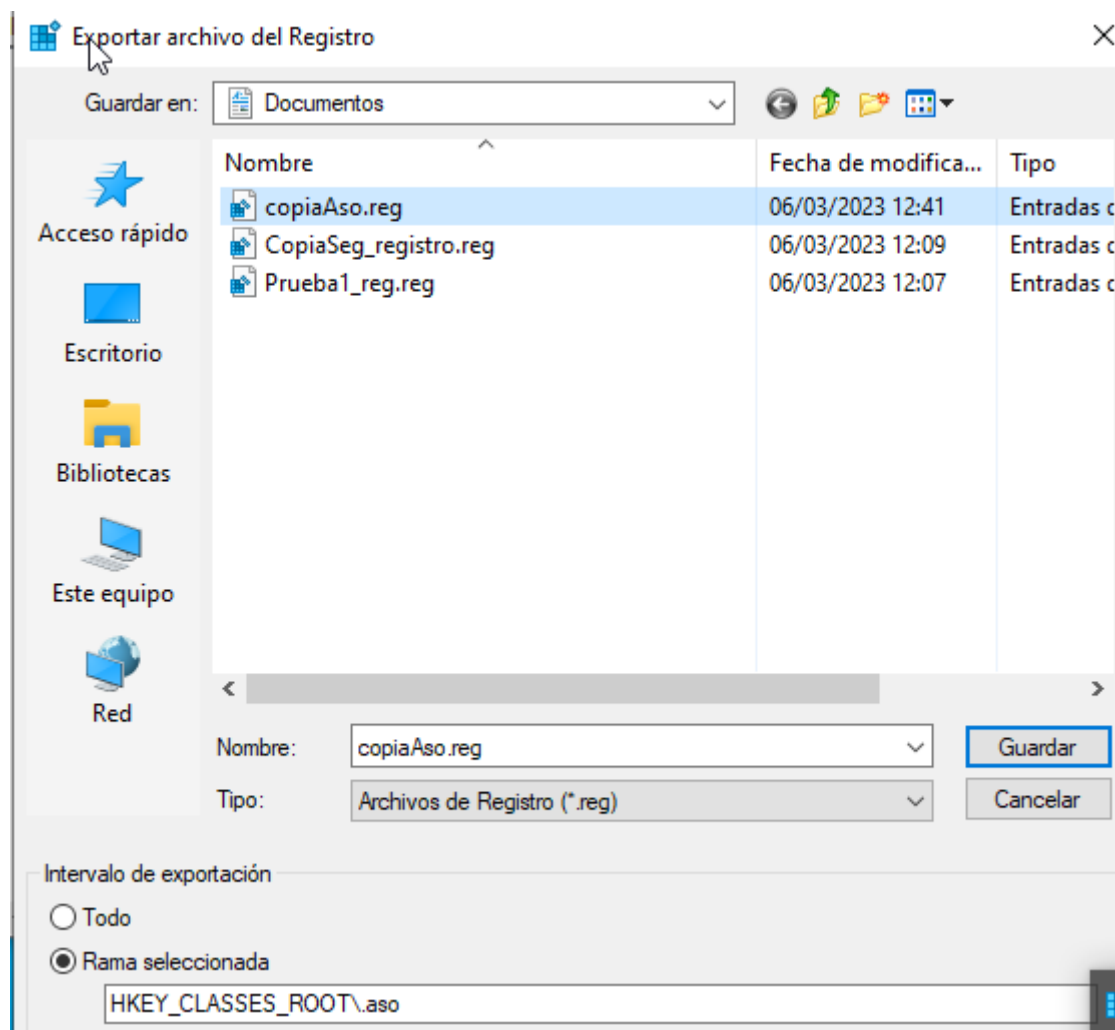 Exportar archivo del Registro
Guardar en: Documentos
Nombre Fecha de modifica... Tipo
copiaAso.reg 06/03/2023 12:41 Entradas
CopiaSeg_registro.reg 06/03/2023 12:09 Entradas
Prueba1_reg.reg 06/03/2023 12:07 Entradas
Acceso rápido
Escritorio
Bibliotecas
Este equipo
Red
Nombre: copiaAso.reg Guardar
Tipo: Archivos de Registro (*.reg) Cancelar
Intervalo de exportación
Todo
Rama seleccionada
HKEY_CLASSES_ROOT\.aso